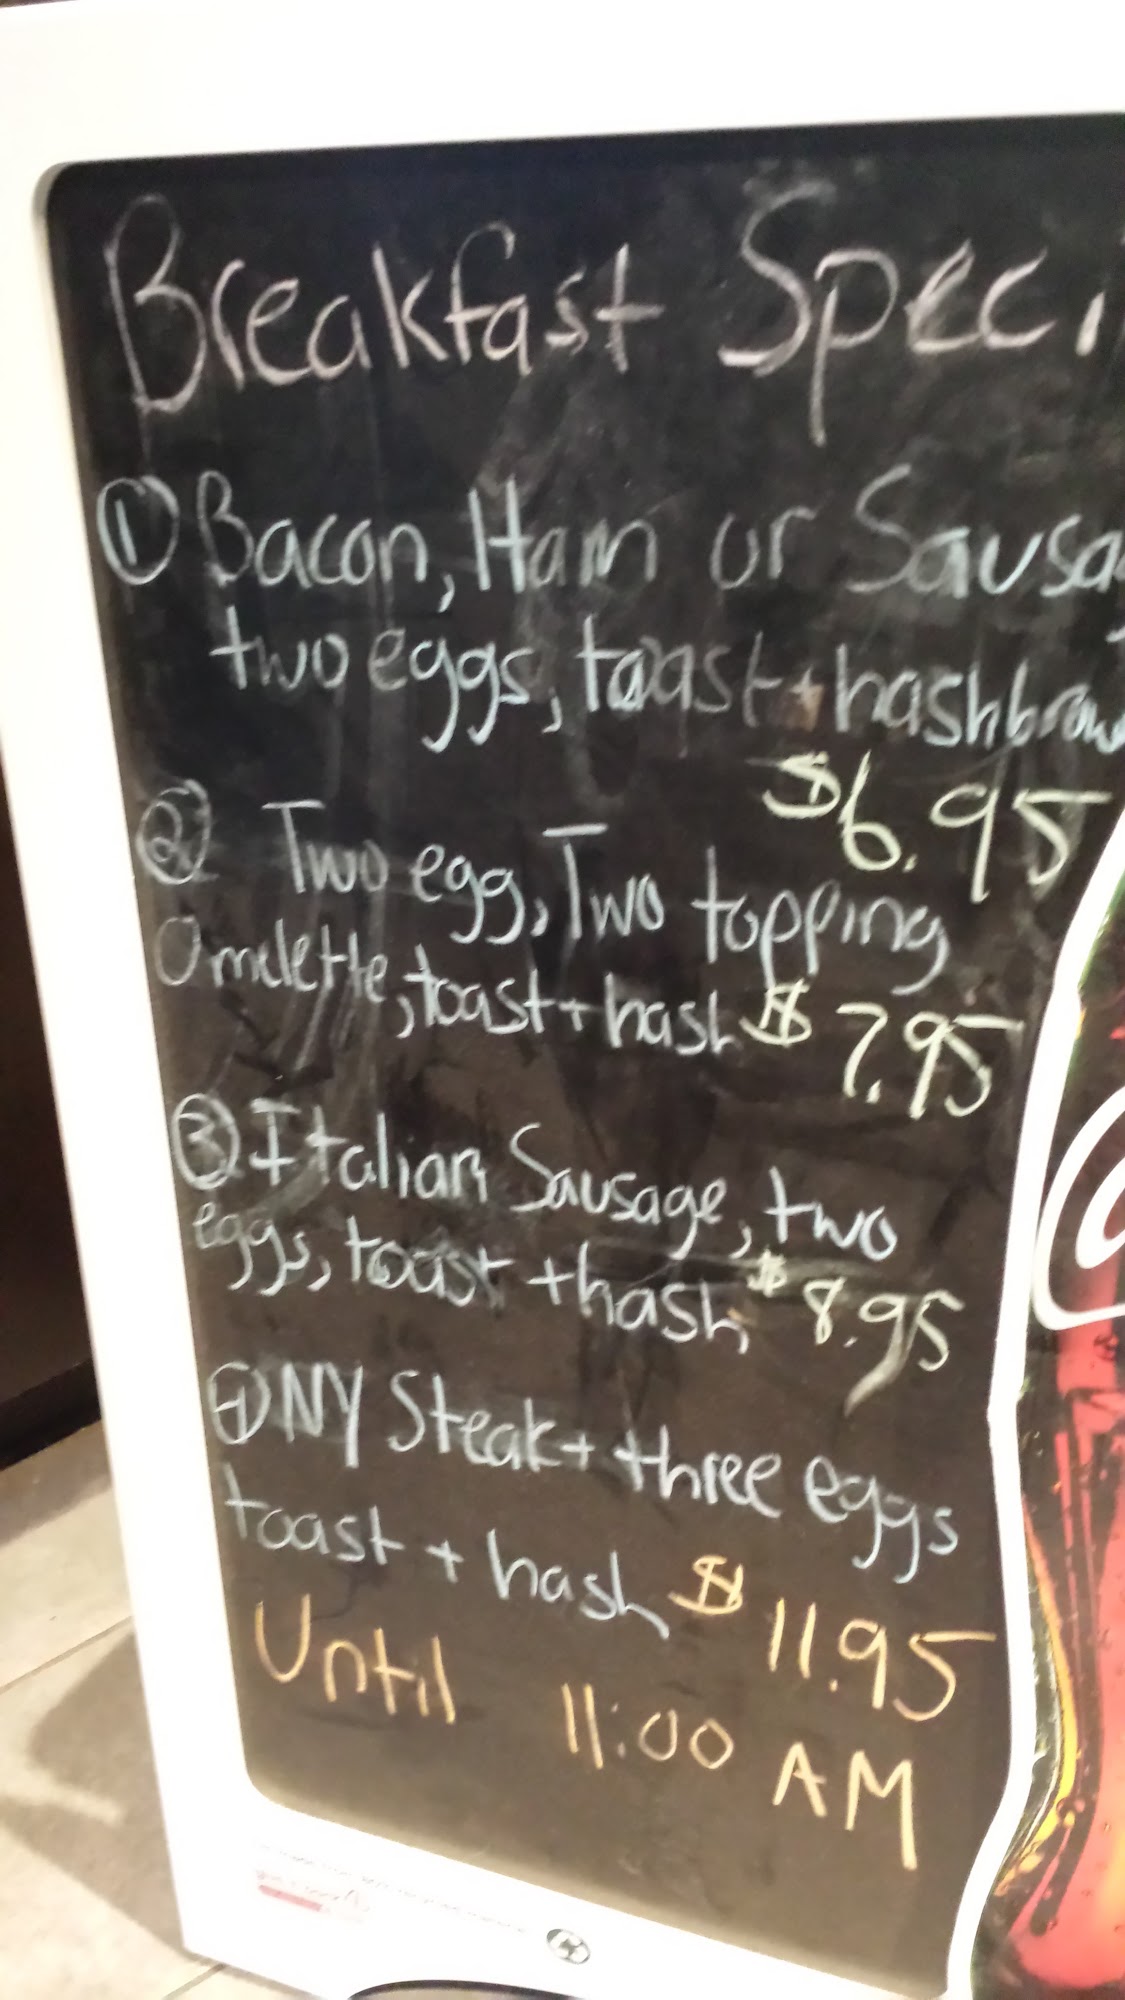 Breakfast Speci
① Bacon, Ham or Sausa
two eggs, toast + hashbrow
$6.95
② Two egg, Two topping
Omelette, toast + hash $7.95
③ Italian Sausage, two
eggs, toast + hash $8.95
④ NY Steak + three eggs
toast + hash $11.95
Until 11:00 AM